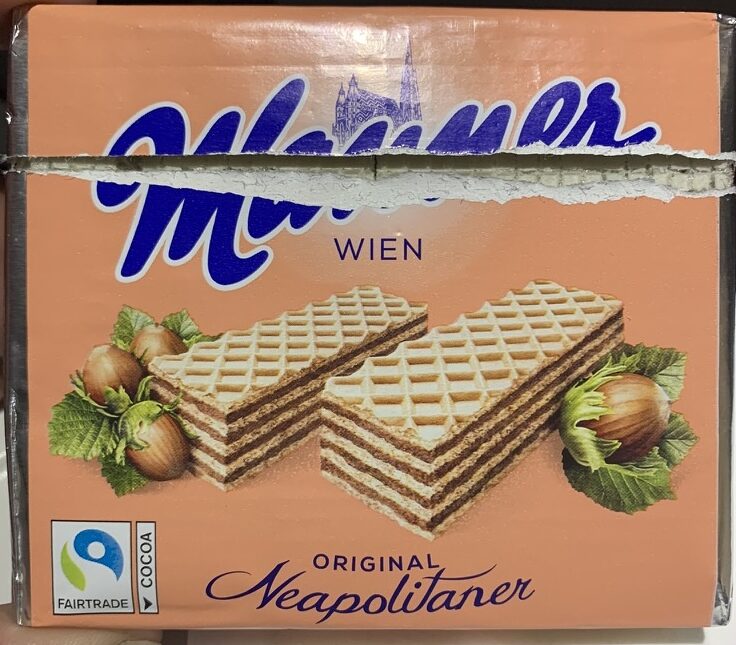 Manner
WIEN
ORIGINAL
Neapolitaner
FAIRTRADE
COCOA